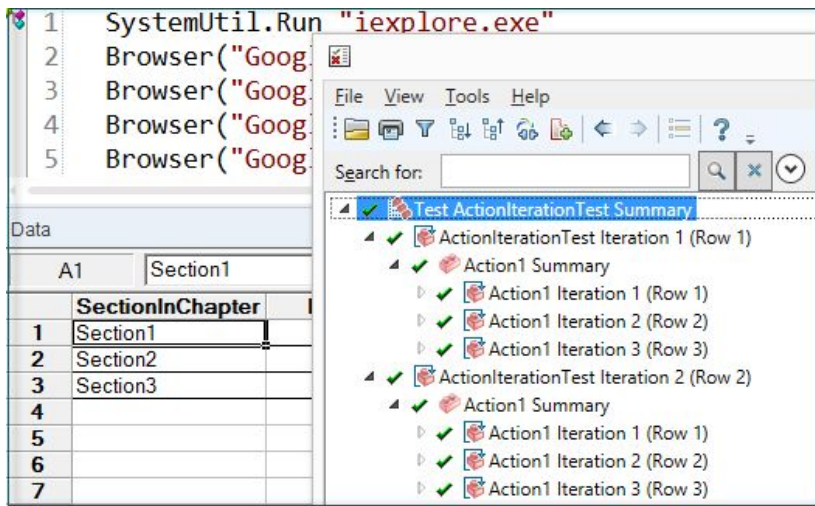 1 SystemUtil.Run "iexplore.exe"
2 Browser("Googl
3 Browser("Googl
4 Browser("Googl
5 Browser("Googl
File View Tools Help
Search for:
Test ActionIterationTest Summary
ActionIterationTest Iteration 1 (Row 1)
Action1 Summary
Action1 Iteration 1 (Row 1)
Action1 Iteration 2 (Row 2)
Action1 Iteration 3 (Row 3)
ActionIterationTest Iteration 2 (Row 2)
Action1 Summary
Action1 Iteration 1 (Row 1)
Action1 Iteration 2 (Row 2)
Action1 Iteration 3 (Row 3)
Data
A1 Section1
SectionInChapter
1 Section1
2 Section2
3 Section3
4
5
6
7